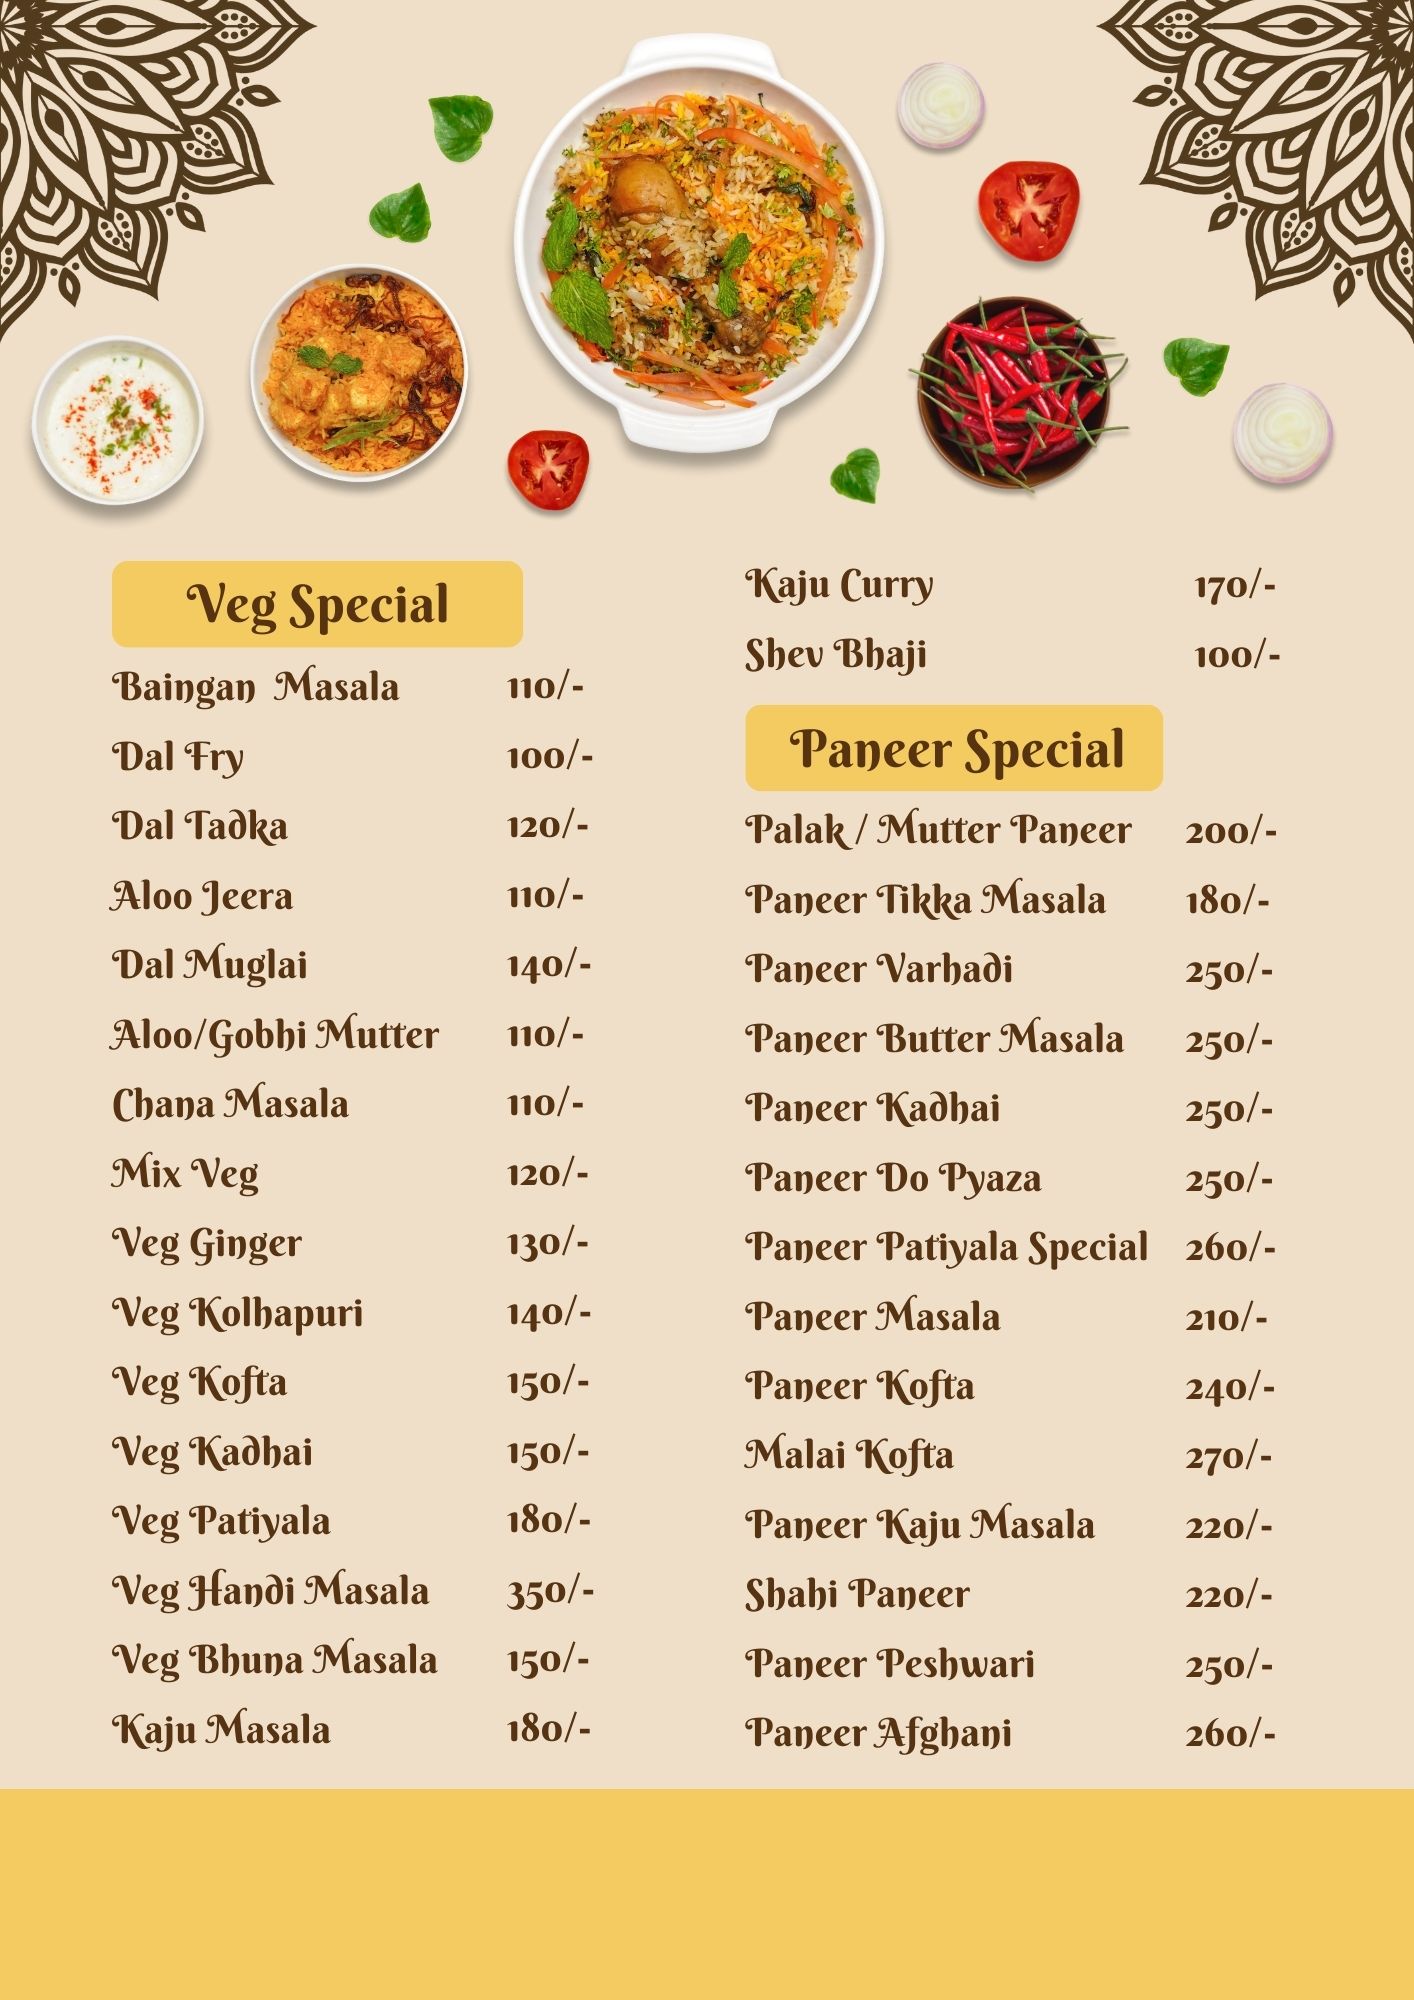 Veg Special
Baingan Masala 110/-
Dal Fry 100/-
Dal Tadka 120/-
Aloo Jeera 110/-
Dal Muglai 140/-
Aloo/Gobhi Mutter 110/-
Chana Masala 110/-
Mix Veg 120/-
Veg Ginger 130/-
Veg Kolhapuri 140/-
Veg Kofta 150/-
Veg Kadhai 150/-
Veg Patiyala 180/-
Veg Handi Masala 350/-
Veg Bhuna Masala 150/-
Kaju Masala 180/-
Kaju Curry 170/-
Shev Bhaji 100/-
Paneer Special
Palak / Mutter Paneer 200/-
Paneer Tikka Masala 180/-
Paneer Varhadi 250/-
Paneer Butter Masala 250/-
Paneer Kadhai 250/-
Paneer Do Pyaza 250/-
Paneer Patiyala Special 260/-
Paneer Masala 210/-
Paneer Kofta 240/-
Malai Kofta 270/-
Paneer Kaju Masala 220/-
Shahi Paneer 220/-
Paneer Peshwari 250/-
Paneer Afghani 260/-